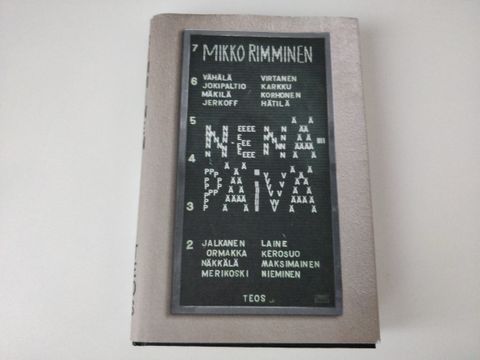 7 MIKKO RIMMINEN
6 VÄHÄLÄ VIRTANEN
JOKIPALTIO KARKKU
MÄKILÄ KORHONEN
JERKOFF HÄTILÄ
5
NENÄ-
4
PÄIVÄ
3
2 JALKANEN LAINE
ORMAKKA KEROSUO
NÄKKÄLÄ MAKSIMAINEN
MERIKOSKI NIEMINEN
TEOS